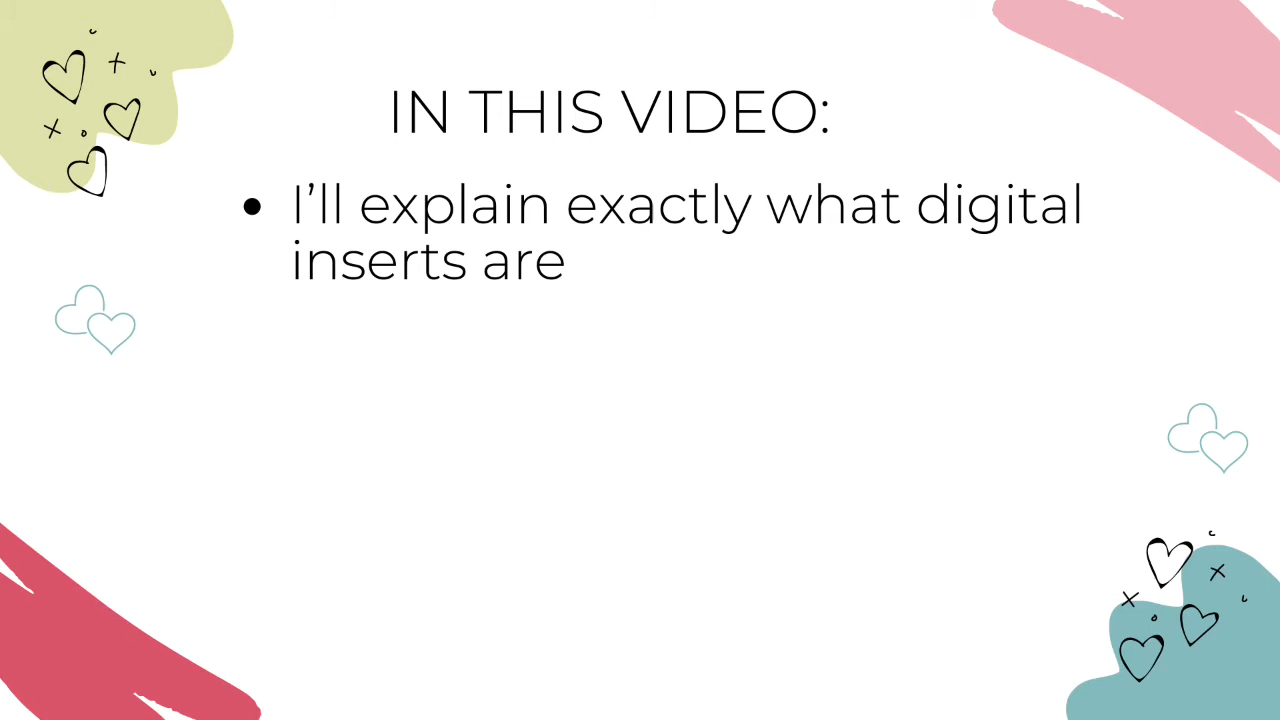 IN THIS VIDEO:
• I’ll explain exactly what digital
inserts are